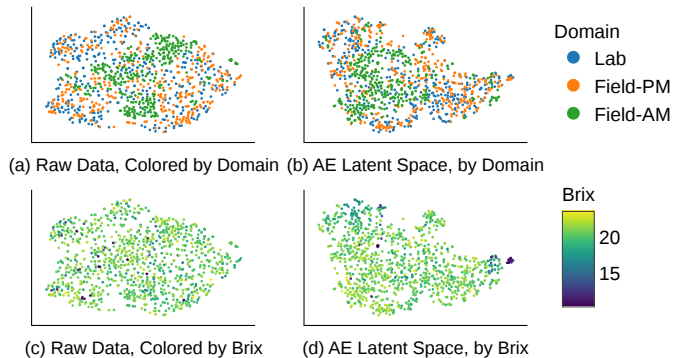 Domain
Lab
Field-PM
Field-AM
(a) Raw Data, Colored by Domain
(b) AE Latent Space, by Domain
Brix
20
15
(c) Raw Data, Colored by Brix
(d) AE Latent Space, by Brix